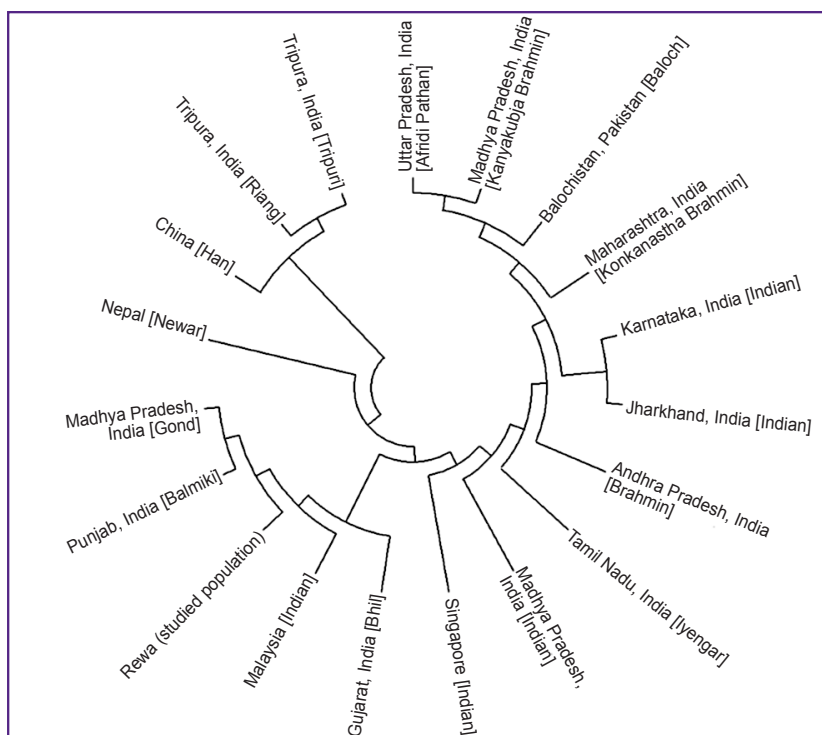 Tripura, India [Tripuri]
Tripura, India [Riang]
China [Han]
Nepal [Newar]
Madhya Pradesh,
India [Gond]
Punjab, India [Balmiki]
Rewa (studied population)
Malaysia [Indian]
Gujarat, India [Bhil]
Singapore [Indian]
Madhya Pradesh,
India [Indian]
Tamil Nadu, India [Iyengar]
Andhra Pradesh, India
[Brahmin]
Jharkhand, India [Indian]
Karnataka, India [Indian]
Maharashtra, India
[Konkanastha Brahmin]
Balochistan, Pakistan [Baloch]
Madhya Pradesh, India
[Kanyakubja Brahmin]
Uttar Pradesh, India
[Afridi Pathan]